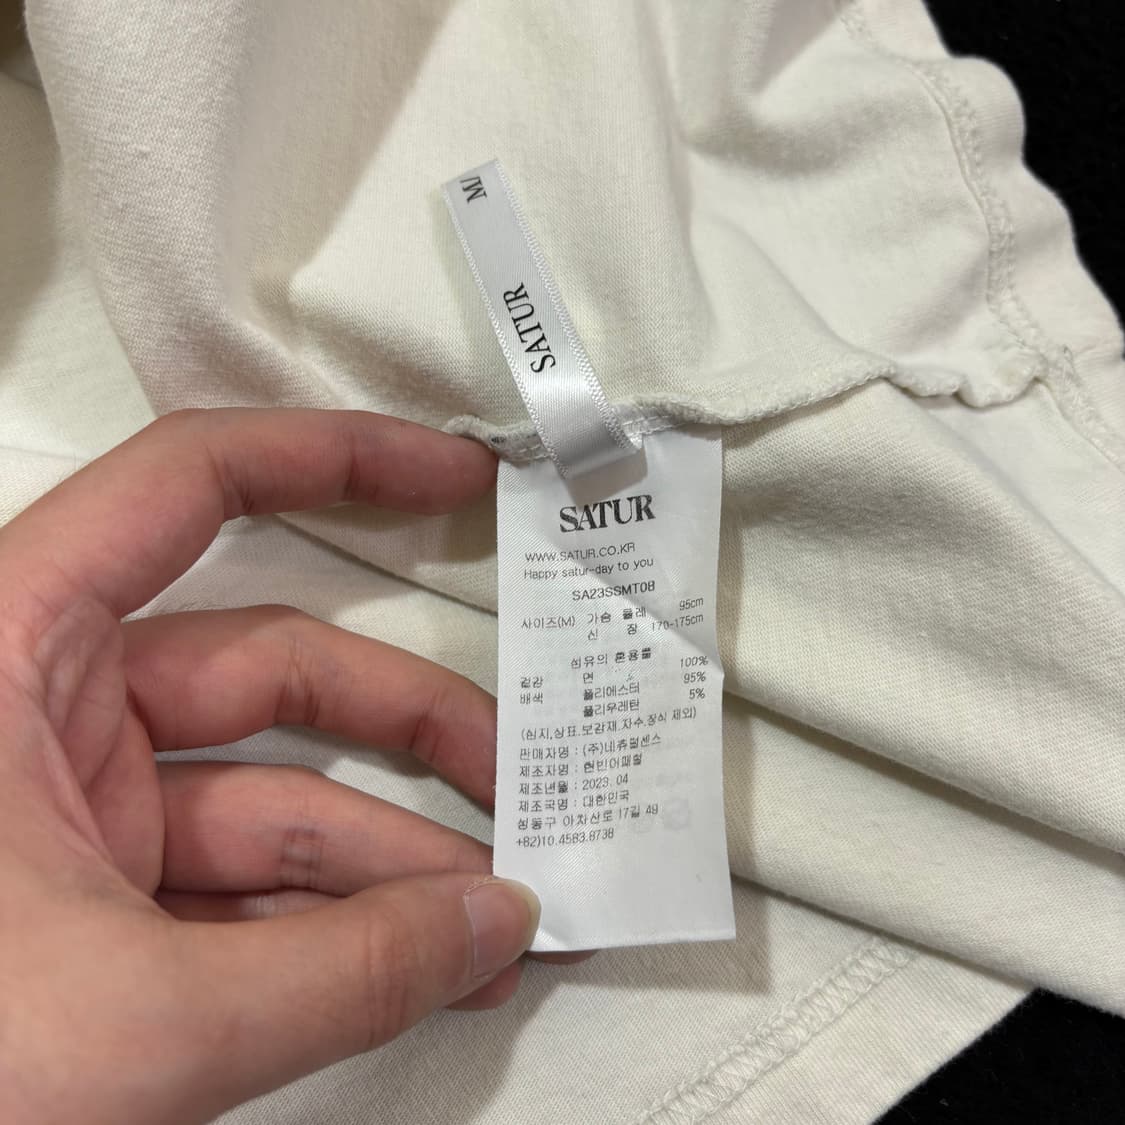 M/
SATUR
SATUR
WWW.SATUR.CO.KR
Happy satur-day to you
SA23SSMT08
사이즈(M) 가슴 둘레 95cm
신 장 170-175cm
섬유의 혼용률
겉감 면 100%
배색 폴리에스터 95%
폴리우레탄 5%
(심지,상표.보강재.자수.장식 제외)
판매자명 : (주)네츄럴센스
제조자명 : 현빈어패럴
제조년월 : 2023. 04
제조국명 : 대한민국
성동구 아차산로 17길 49
+82)10.4583.8738